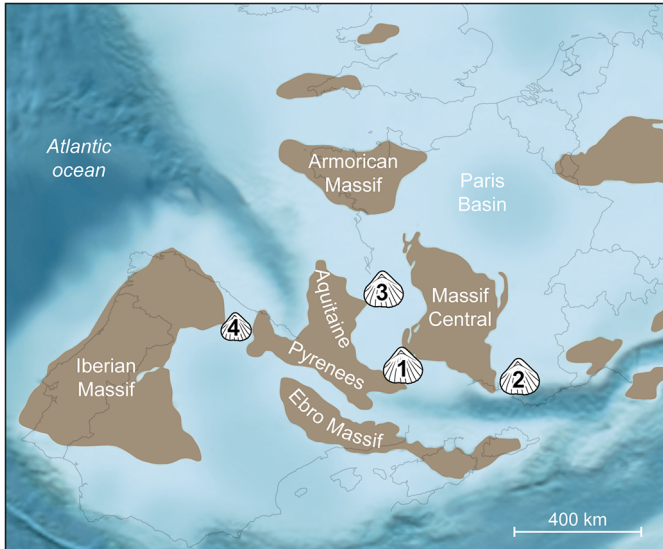 Atlantic
ocean
Armorican
Massif
Paris
Basin
Aquitaine
3
Massif
Central
4
Iberian
Massif
Pyrenees
1
2
Ebro Massif
400 km